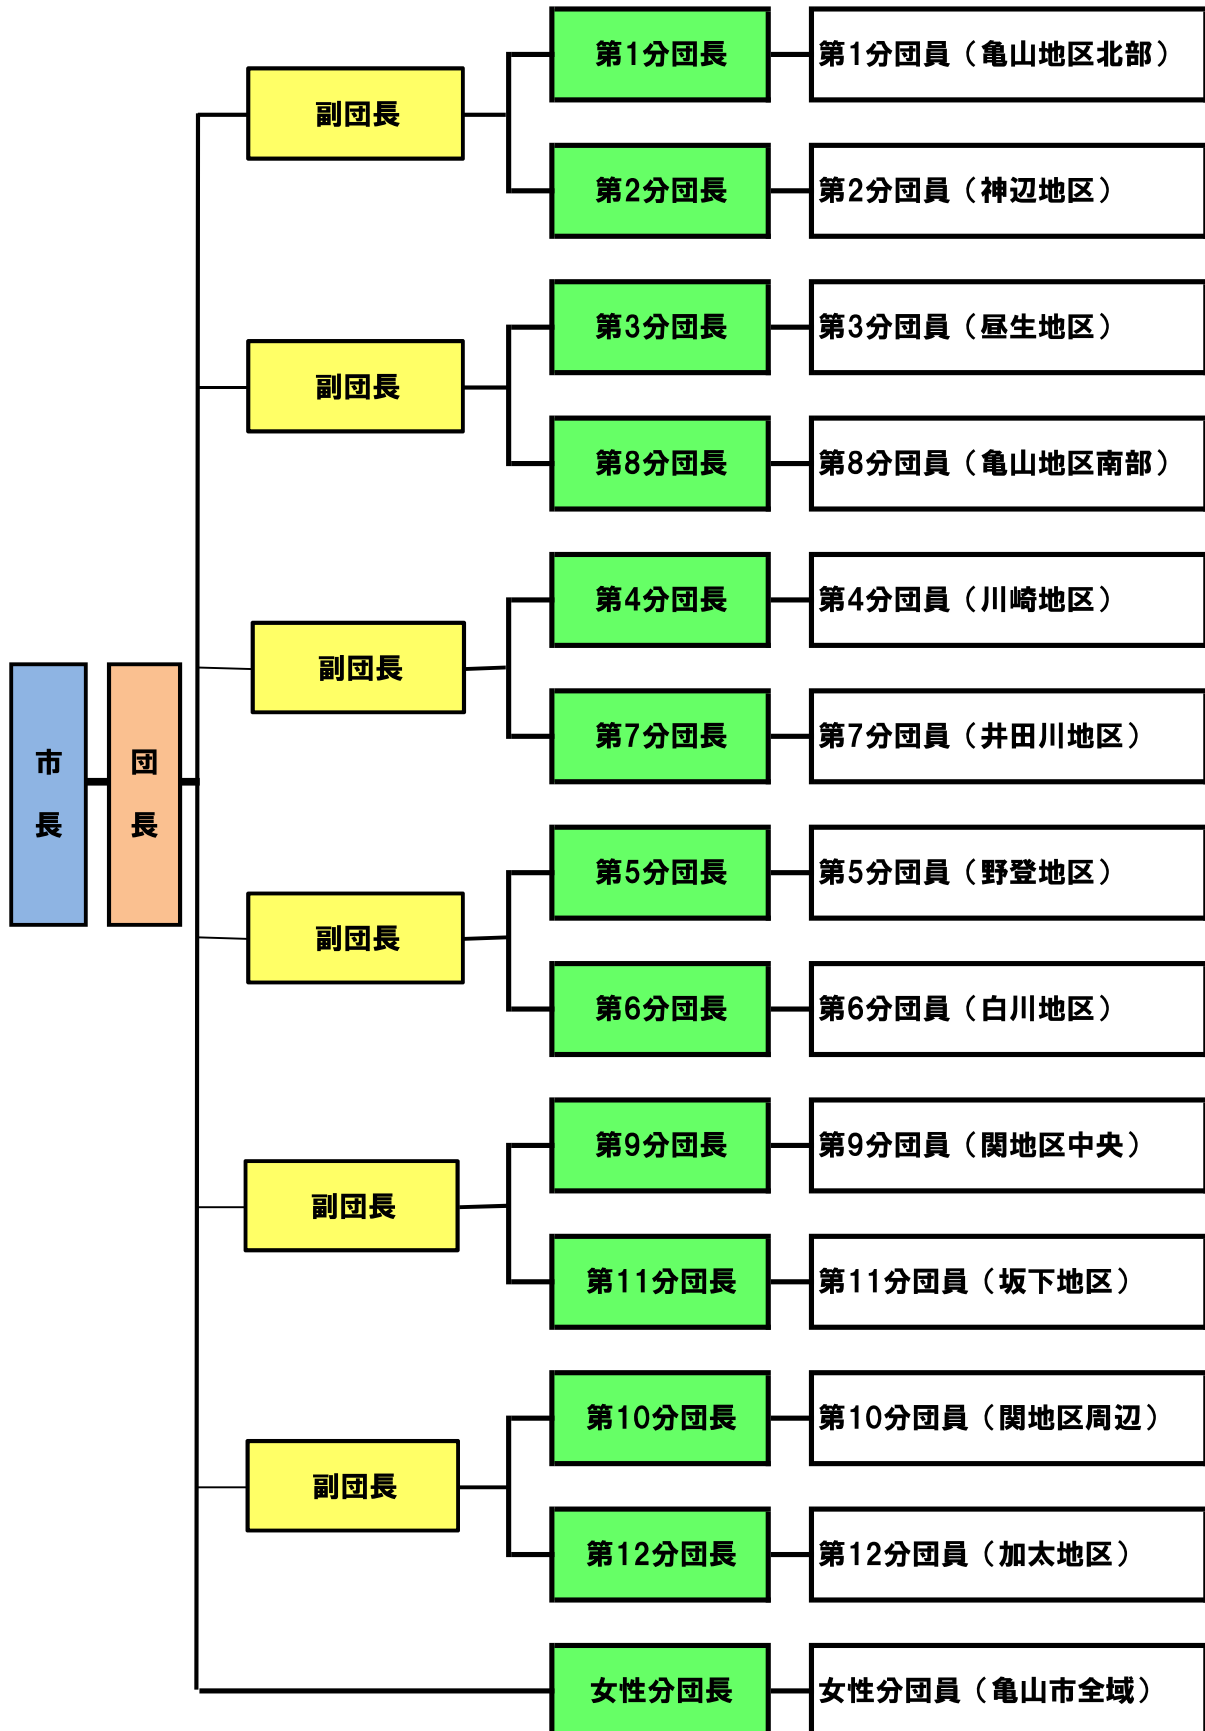 市長
団長
副団長
第1分団長
第1分団員（亀山地区北部）
第2分団長
第2分団員（神辺地区）
副団長
第3分団長
第3分団員（昼生地区）
第8分団長
第8分団員（亀山地区南部）
副団長
第4分団長
第4分団員（川崎地区）
第7分団長
第7分団員（井田川地区）
副団長
第5分団長
第5分団員（野登地区）
第6分団長
第6分団員（白川地区）
副団長
第9分団長
第9分団員（関地区中央）
第11分団長
第11分団員（坂下地区）
副団長
第10分団長
第10分団員（関地区周辺）
第12分団長
第12分団員（加太地区）
女性分団長
女性分団員（亀山市全域）